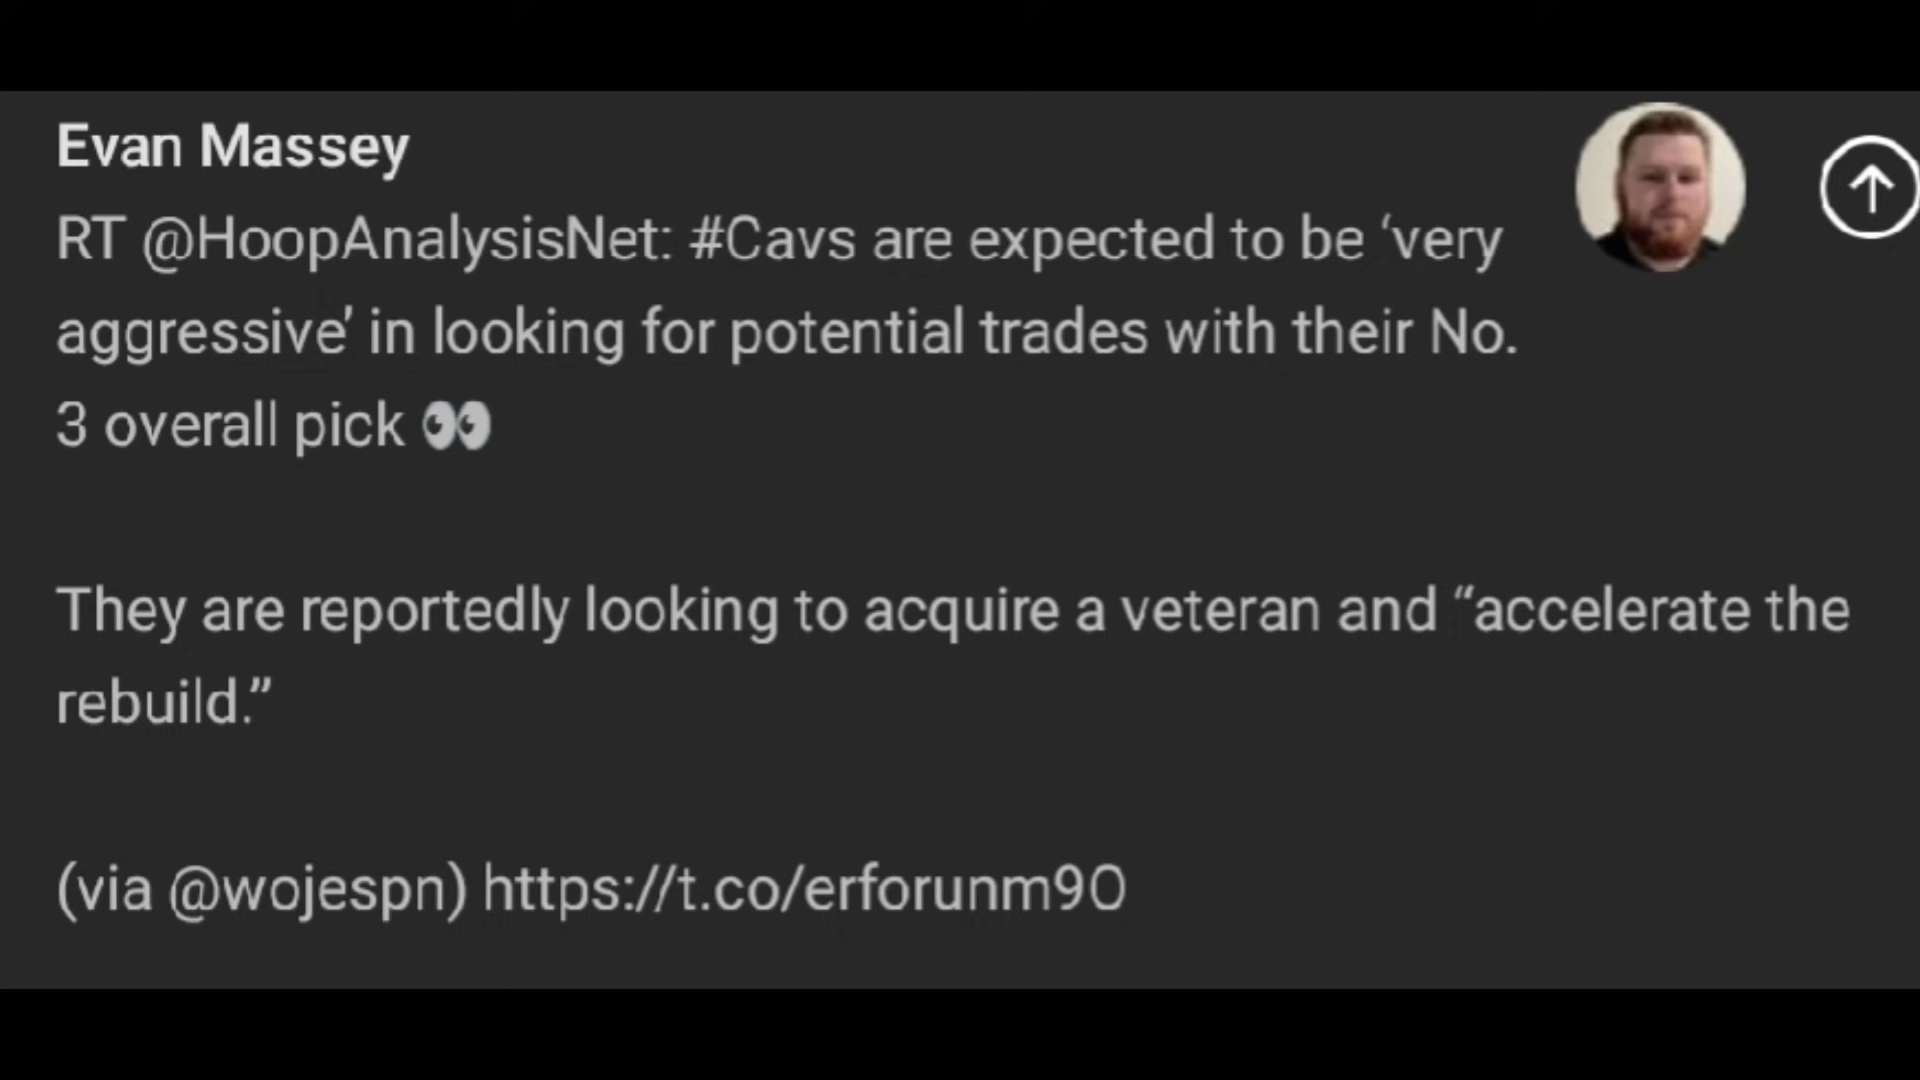 Evan Massey
RT @HoopAnalysisNet: #Cavs are expected to be ‘very
aggressive’ in looking for potential trades with their No.
3 overall pick 👀
They are reportedly looking to acquire a veteran and “accelerate the
rebuild.”
(via @wojespn) https://t.co/erforunm9O